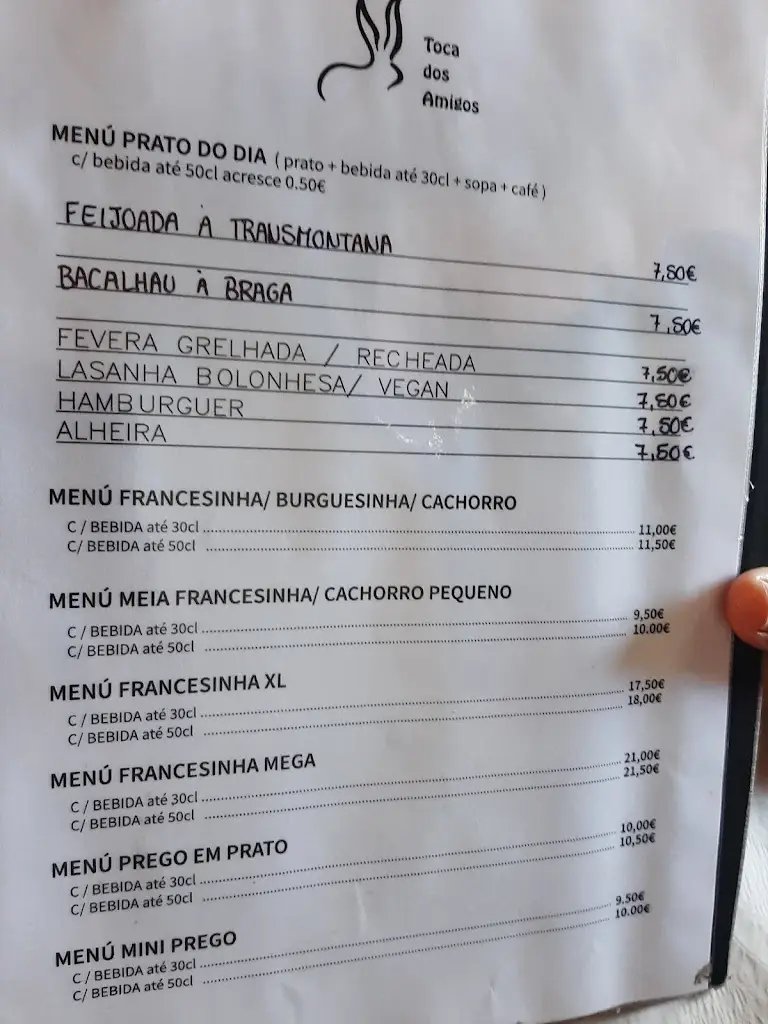 Toca
dos
Amigos
MENÚ PRATO DO DIA ( prato + bebida até 30cl + sopa + café )
c/ bebida até 50cl acresce 0.50€
FEIJOADA À TRANSMONTANA 7,50€
BACALHAU À BRAGA 7,50€
FEVERA GRELHADA / RECHEADA 7,50€
LASANHA BOLONHESA/ VEGAN 7,50€
HAMBURGUER 7,50€
ALHEIRA 7,50€
MENÚ FRANCESINHA/ BURGUESINHA/ CACHORRO
C / BEBIDA até 30cl 11,00€
C/ BEBIDA até 50cl 11,50€
MENÚ MEIA FRANCESINHA/ CACHORRO PEQUENO
C / BEBIDA até 30cl 9,50€
C/ BEBIDA até 50cl 10.00€
MENÚ FRANCESINHA XL
C / BEBIDA até 30cl 17,50€
C/ BEBIDA até 50cl 18,00€
MENÚ FRANCESINHA MEGA
C / BEBIDA até 30cl 21,00€
C/ BEBIDA até 50cl 21,50€
MENÚ PREGO EM PRATO
C / BEBIDA até 30cl 10,00€
C/ BEBIDA até 50cl 10,50€
MENÚ MINI PREGO
C / BEBIDA até 30cl 9.50€
C/ BEBIDA até 50cl 10.00€